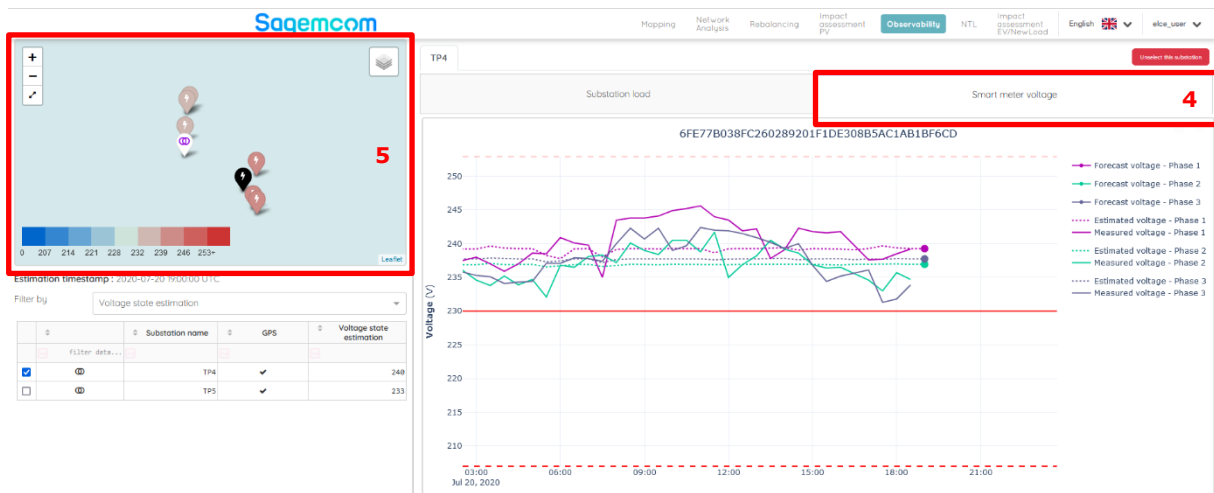 Sagemcom
Mapping
Network Analysis
Rebalancing
Impact assessment PV
Observability
NTL
Impact assessment EV/NewLoad
English
elce_user
+
−
5
0 207 214 221 228 232 239 246 253+
Leaflet
Estimation timestamp : 2020-07-20 19:00:00 UTC
Filter by
Voltage state estimation
Substation name
GPS
Voltage state estimation
filter data...
TP4 ✓ 240
TP5 ✓ 233
TP4
Unselect this substation
Substation load
Smart meter voltage
4
6FE77B038FC260289201F1DE308B5AC1AB1BF6CD
Voltage (V)
250
245
240
235
230
225
220
215
210
03:00 06:00 09:00 12:00 15:00 18:00 21:00
Jul 20, 2020
Forecast voltage - Phase 1
Forecast voltage - Phase 2
Forecast voltage - Phase 3
Estimated voltage - Phase 1
Measured voltage - Phase 1
Estimated voltage - Phase 2
Measured voltage - Phase 2
Estimated voltage - Phase 3
Measured voltage - Phase 3